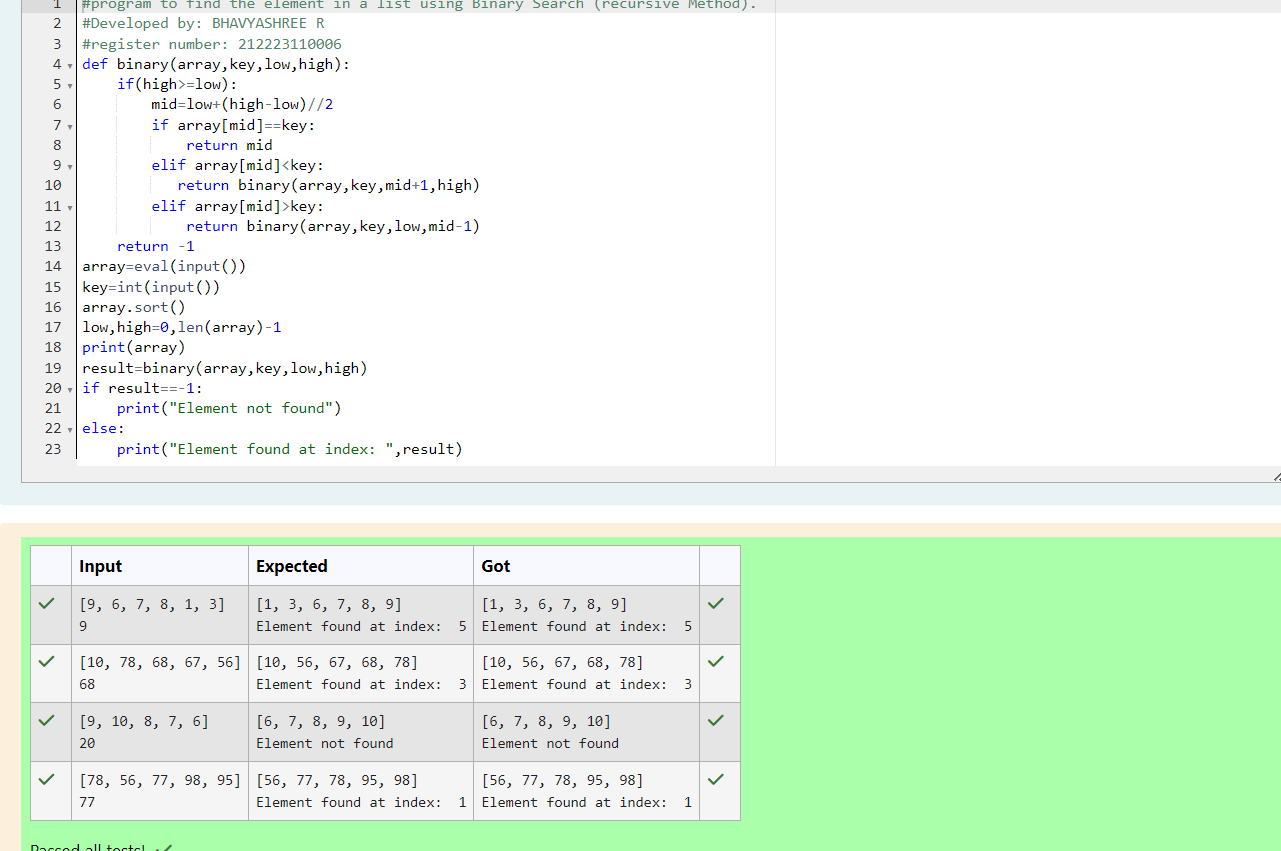 1 #program to find the element in a list using Binary Search (recursive Method).
2 #Developed by: BHAVYASHREE R
3 #register number: 212223110006
4 def binary(array,key,low,high):
5     if(high>=low):
6         mid=low+(high-low)//2
7         if array[mid]==key:
8             return mid
9         elif array[mid]<key:
10            return binary(array,key,mid+1,high)
11         elif array[mid]>key:
12             return binary(array,key,low,mid-1)
13     return -1
14 array=eval(input())
15 key=int(input())
16 array.sort()
17 low,high=0,len(array)-1
18 print(array)
19 result=binary(array,key,low,high)
20 if result==-1:
21     print("Element not found")
22 else:
23     print("Element found at index: ",result)
Input Expected Got
[9, 6, 7, 8, 1, 3] [1, 3, 6, 7, 8, 9] [1, 3, 6, 7, 8, 9]
9 Element found at index:  5 Element found at index:  5
[10, 78, 68, 67, 56] [10, 56, 67, 68, 78] [10, 56, 67, 68, 78]
68 Element found at index:  3 Element found at index:  3
[9, 10, 8, 7, 6] [6, 7, 8, 9, 10] [6, 7, 8, 9, 10]
20 Element not found Element not found
[78, 56, 77, 98, 95] [56, 77, 78, 95, 98] [56, 77, 78, 95, 98]
77 Element found at index:  1 Element found at index:  1
Passed all tests!